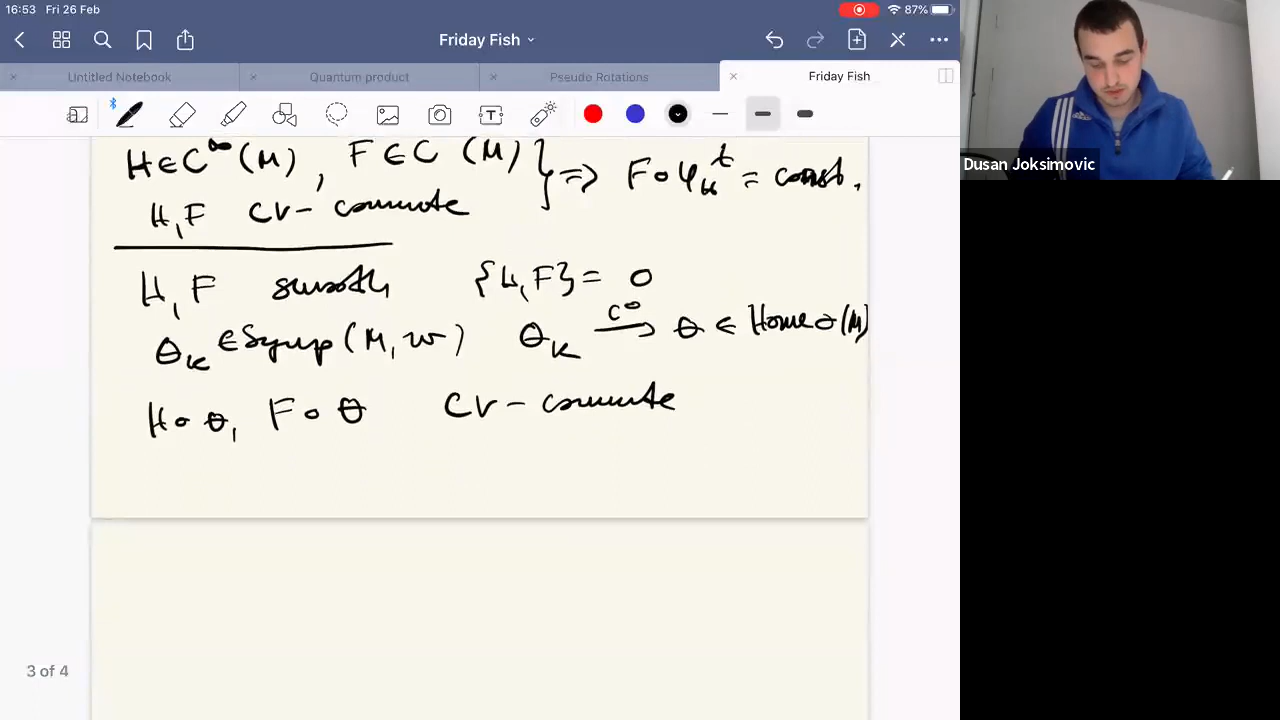 16:53 Fri 26 Feb
87%
Friday Fish
Untitled Notebook
Quantum product
Pseudo Rotations
Friday Fish
Dusan Joksimovic
H∈C^∞(M), F∈C(M) } ⇒ F∘φ_H^t = const.
H,F CV-commute
H,F smooth {H,F} = 0
θ_k ∈ Symp(M,w) θ_k →^{C⁰} θ ∈ Homeo(M)
H∘θ, F∘θ CV-commute
3 of 4